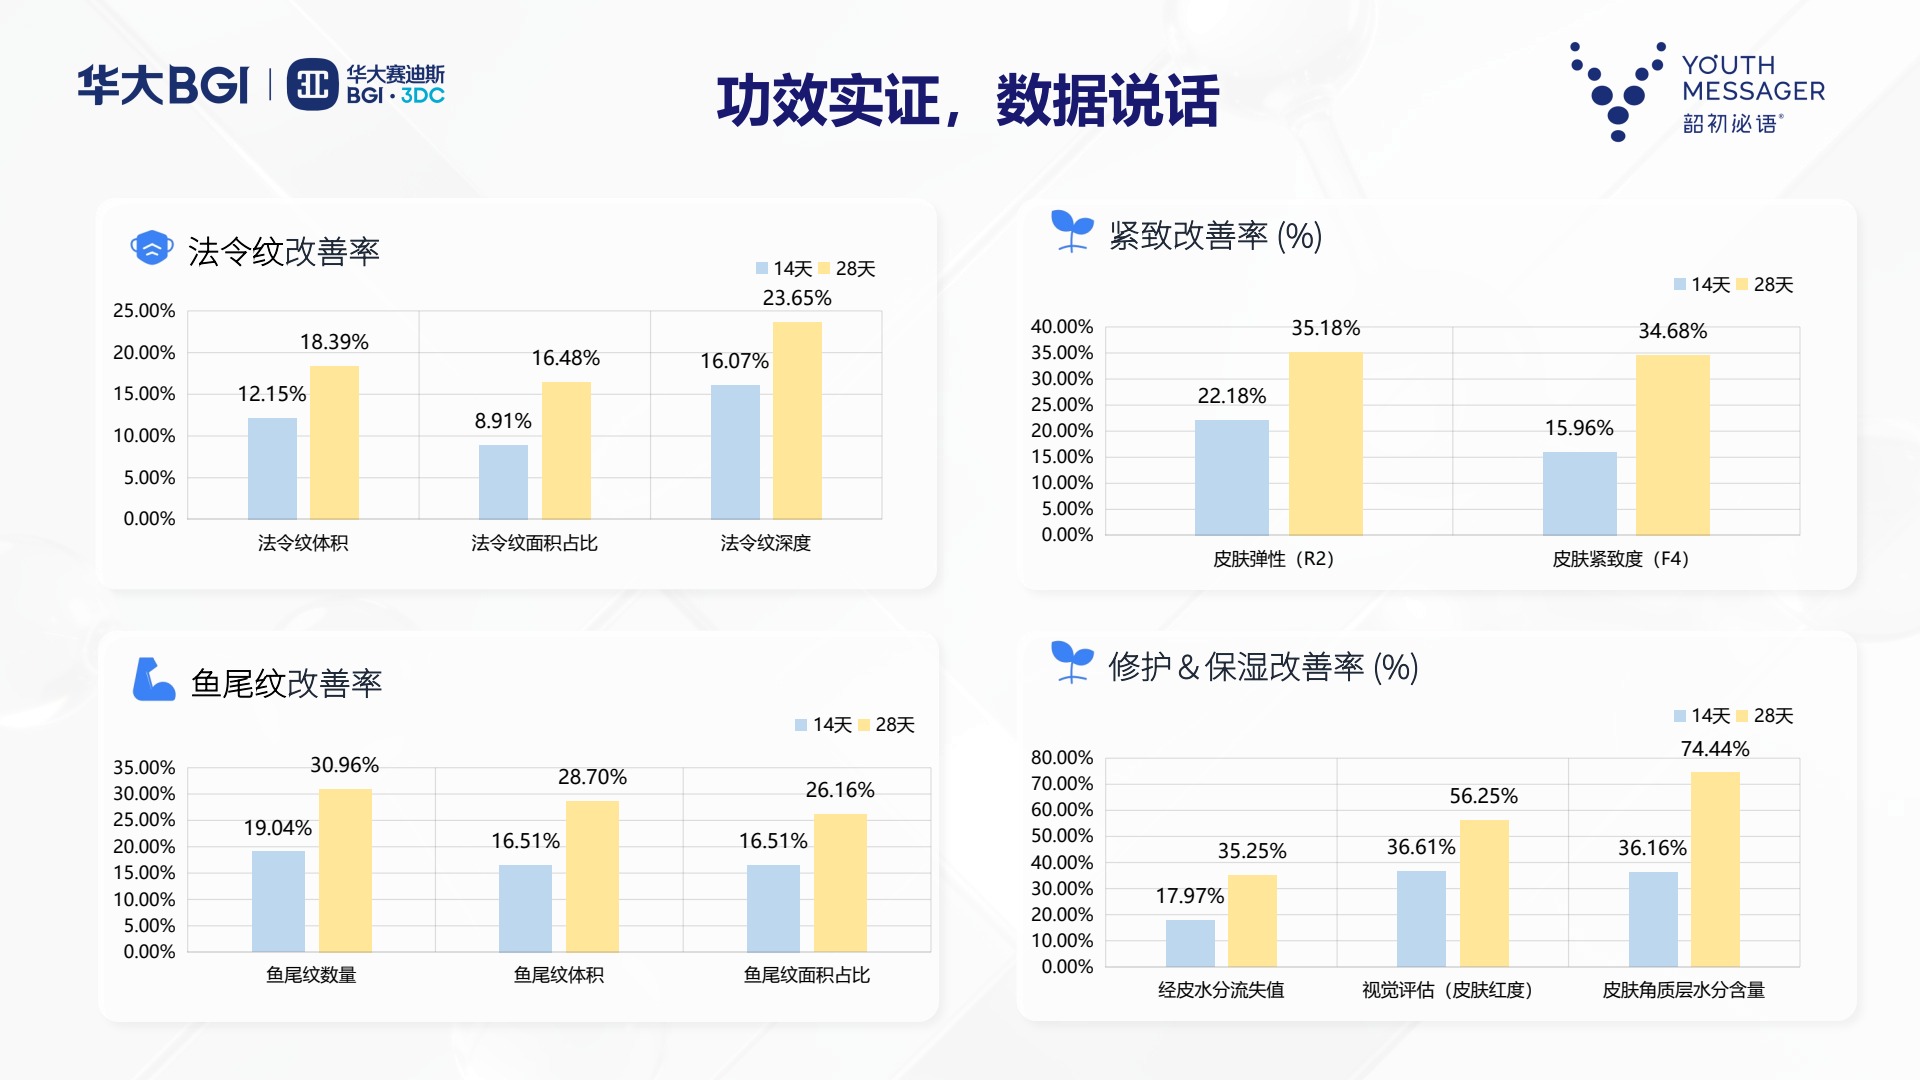 华大BGI
华大赛迪斯
BGI·3DC
功效实证，数据说话
YOUTH
MESSAGER
韶初泌语®
法令纹改善率
14天 28天
25.00%
20.00%
15.00%
10.00%
5.00%
0.00%
12.15%
18.39%
8.91%
16.48%
16.07%
23.65%
法令纹体积
法令纹面积占比
法令纹深度
紧致改善率 (%)
14天 28天
40.00%
35.00%
30.00%
25.00%
20.00%
15.00%
10.00%
5.00%
0.00%
22.18%
35.18%
15.96%
34.68%
皮肤弹性（R2）
皮肤紧致度（F4）
鱼尾纹改善率
14天 28天
35.00%
30.00%
25.00%
20.00%
15.00%
10.00%
5.00%
0.00%
19.04%
30.96%
16.51%
28.70%
16.51%
26.16%
鱼尾纹数量
鱼尾纹体积
鱼尾纹面积占比
修护＆保湿改善率 (%)
14天 28天
80.00%
70.00%
60.00%
50.00%
40.00%
30.00%
20.00%
10.00%
0.00%
17.97%
35.25%
36.61%
56.25%
36.16%
74.44%
经皮水分流失值
视觉评估（皮肤红度）
皮肤角质层水分含量